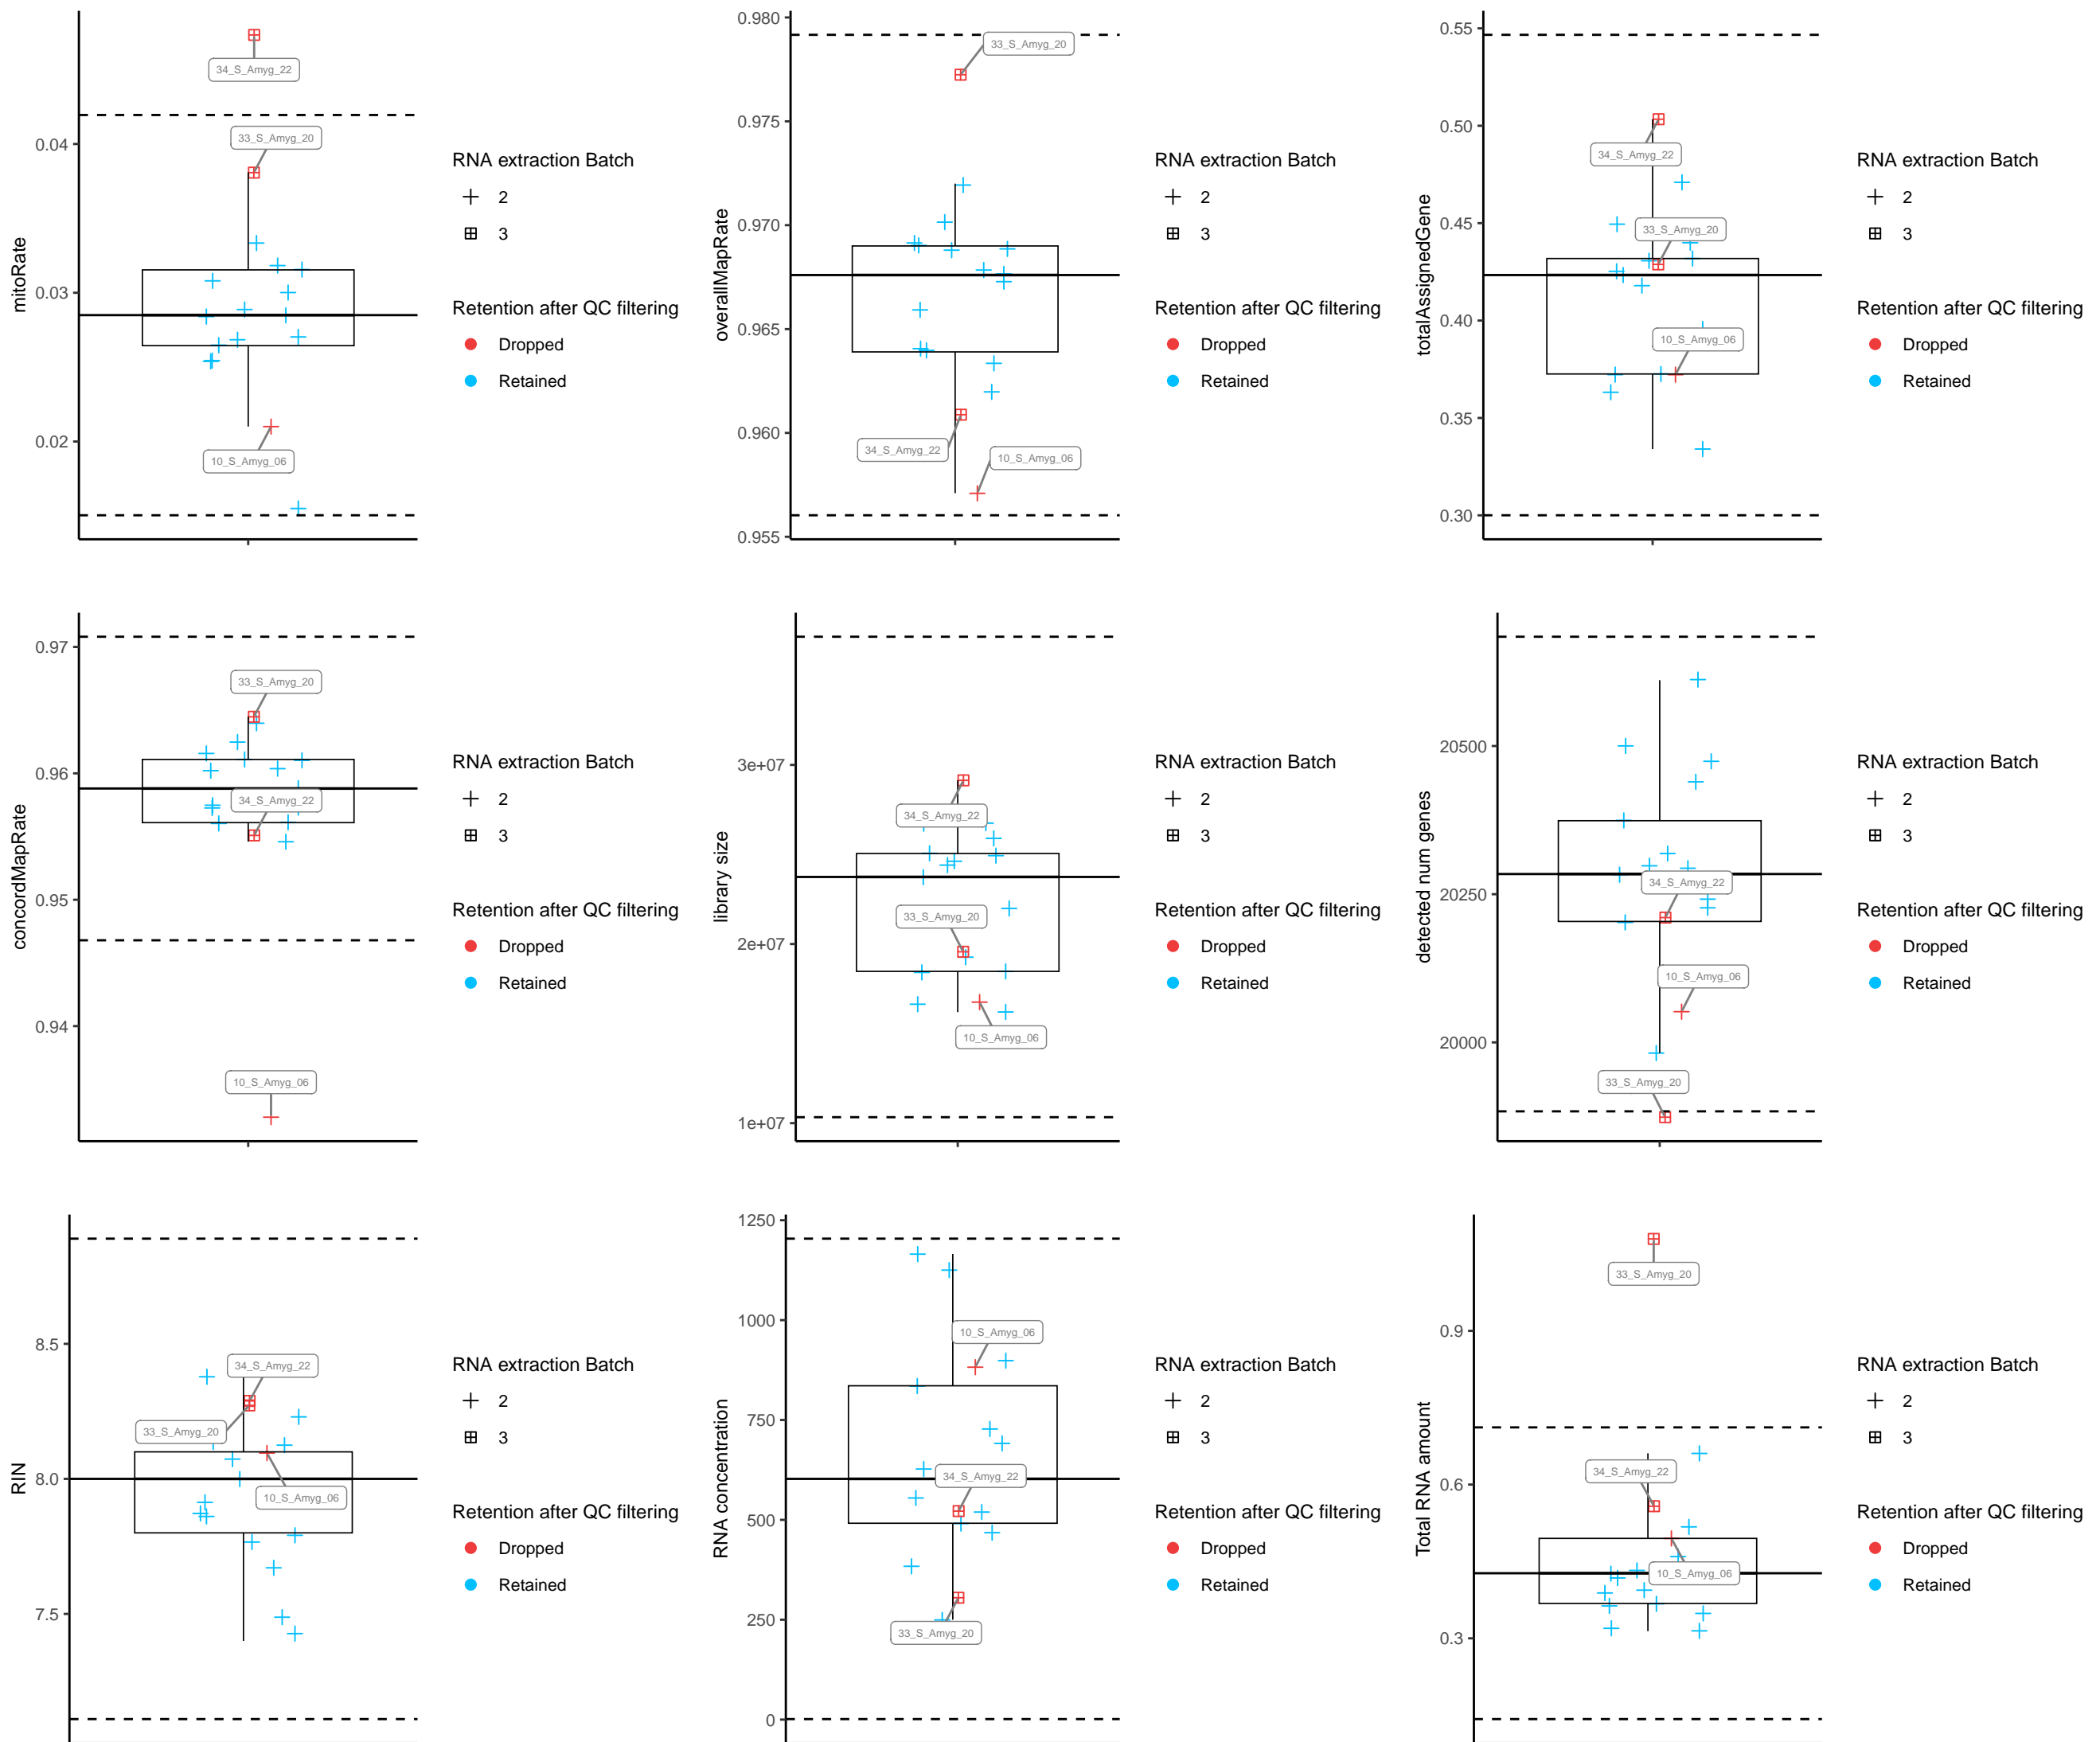 mitoRate
0.04
0.03
0.02
34_S_Amyg_22
33_S_Amyg_20
10_S_Amyg_06
RNA extraction Batch
2
3
Retention after QC filtering
Dropped
Retained
overallMapRate
0.980
0.975
0.970
0.965
0.960
0.955
33_S_Amyg_20
34_S_Amyg_22
10_S_Amyg_06
RNA extraction Batch
2
3
Retention after QC filtering
Dropped
Retained
totalAssignedGene
0.55
0.50
0.45
0.40
0.35
0.30
34_S_Amyg_22
33_S_Amyg_20
10_S_Amyg_06
RNA extraction Batch
2
3
Retention after QC filtering
Dropped
Retained
concordMapRate
0.97
0.96
0.95
0.94
33_S_Amyg_20
34_S_Amyg_22
10_S_Amyg_06
RNA extraction Batch
2
3
Retention after QC filtering
Dropped
Retained
library size
3e+07
2e+07
1e+07
34_S_Amyg_22
33_S_Amyg_20
10_S_Amyg_06
RNA extraction Batch
2
3
Retention after QC filtering
Dropped
Retained
detected num genes
20500
20250
20000
34_S_Amyg_22
10_S_Amyg_06
33_S_Amyg_20
RNA extraction Batch
2
3
Retention after QC filtering
Dropped
Retained
RIN
8.5
8.0
7.5
34_S_Amyg_22
33_S_Amyg_20
10_S_Amyg_06
RNA extraction Batch
2
3
Retention after QC filtering
Dropped
Retained
RNA concentration
1250
1000
750
500
250
0
10_S_Amyg_06
34_S_Amyg_22
33_S_Amyg_20
RNA extraction Batch
2
3
Retention after QC filtering
Dropped
Retained
Total RNA amount
0.9
0.6
0.3
33_S_Amyg_20
34_S_Amyg_22
10_S_Amyg_06
RNA extraction Batch
2
3
Retention after QC filtering
Dropped
Retained